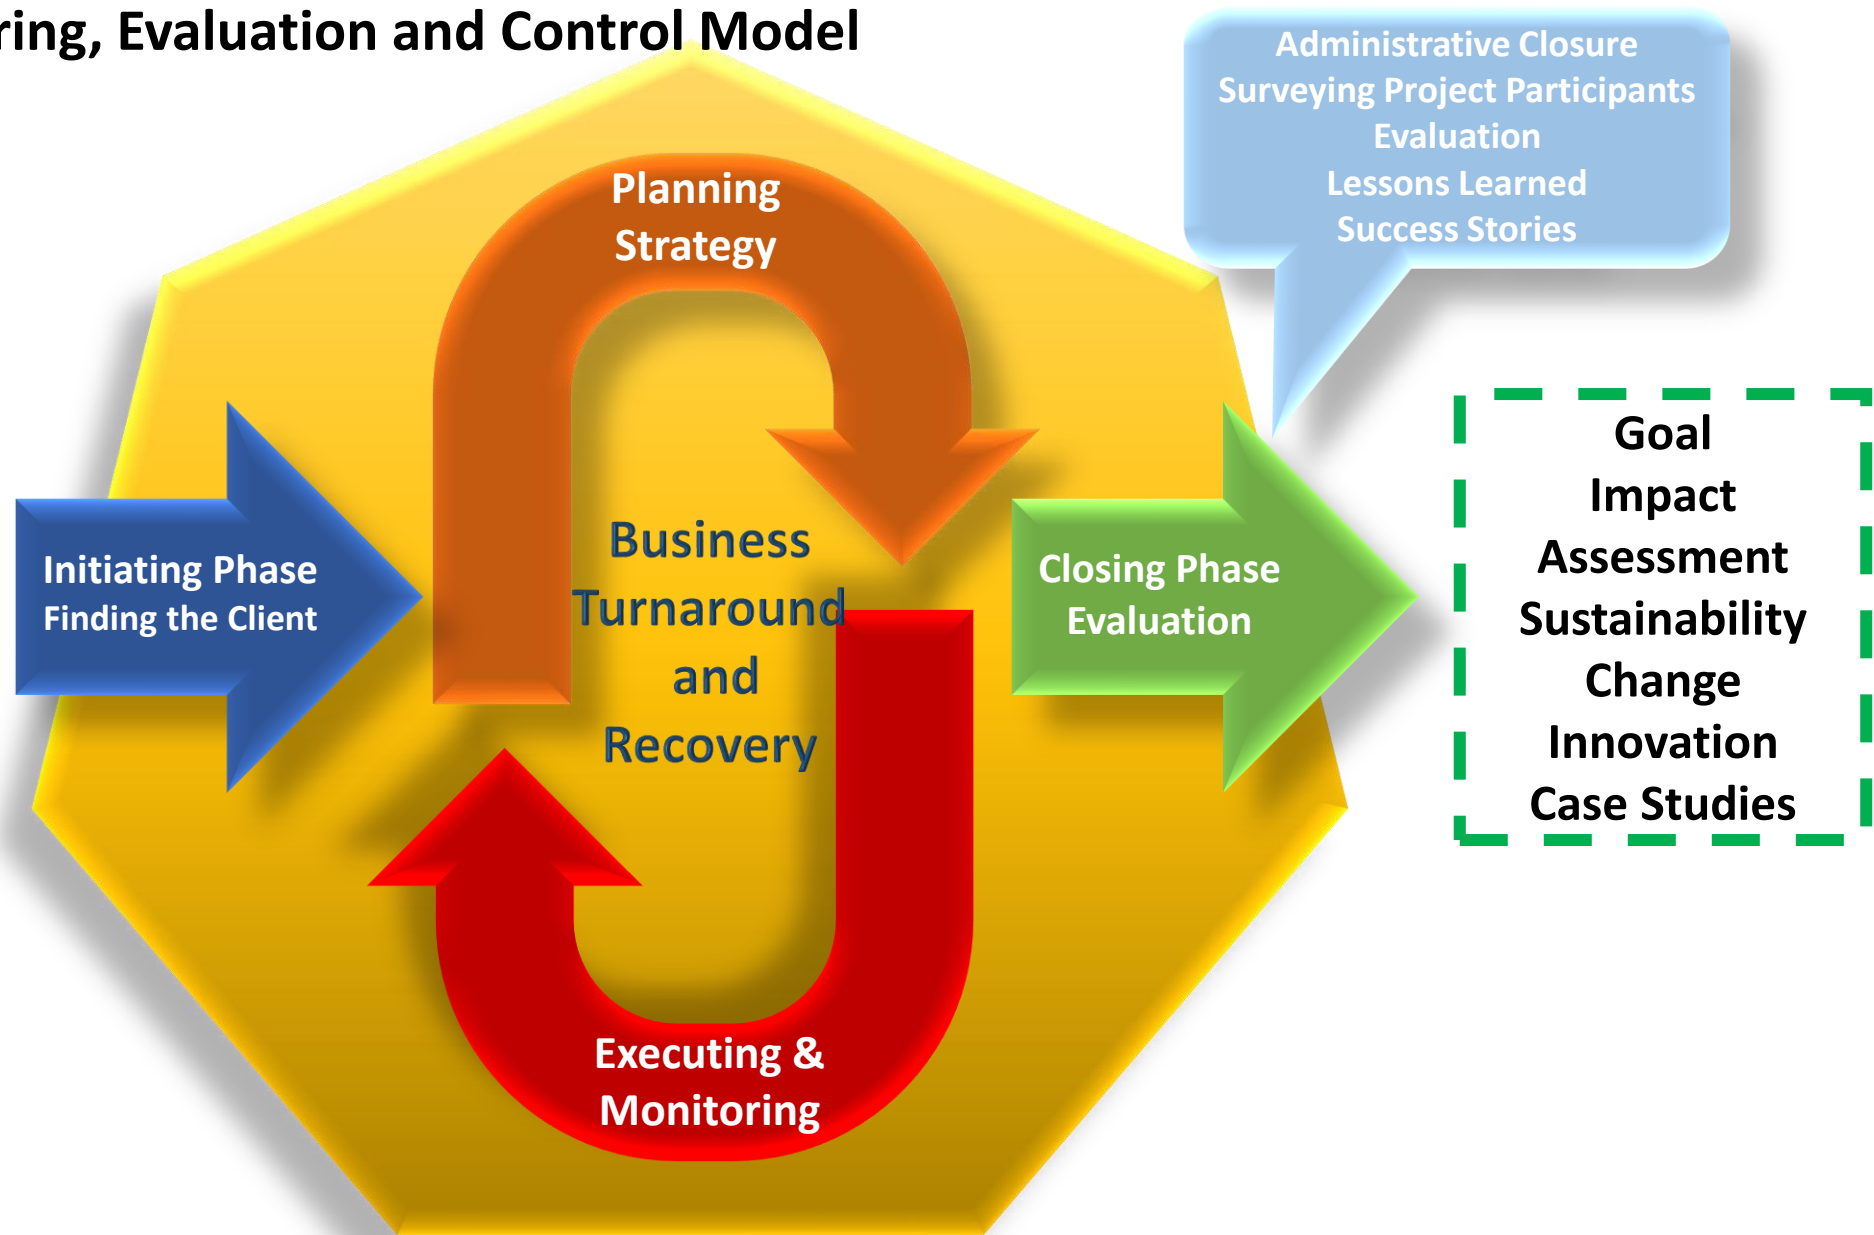 ring, Evaluation and Control Model
Administrative Closure
Surveying Project Participants
Evaluation
Lessons Learned
Success Stories
Planning
Strategy
Initiating Phase
Finding the Client
Business
Turnaround
and
Recovery
Closing Phase
Evaluation
Goal
Impact
Assessment
Sustainability
Change
Innovation
Case Studies
Executing &
Monitoring